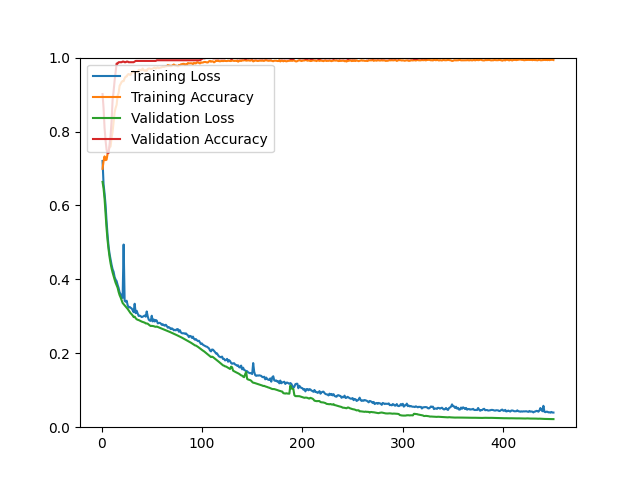 1.0
0.8
0.6
0.4
0.2
0.0
Training Loss
Training Accuracy
Validation Loss
Validation Accuracy
0 100 200 300 400